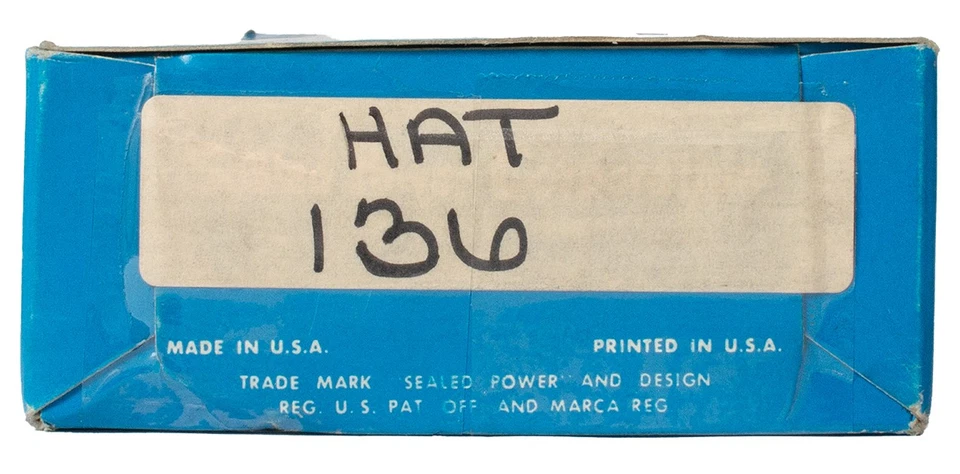 HAT
136
MADE IN U.S.A. PRINTED IN U.S.A.
TRADE MARK "SEALED POWER" AND DESIGN
REG. U.S. PAT OFF AND MARCA REG